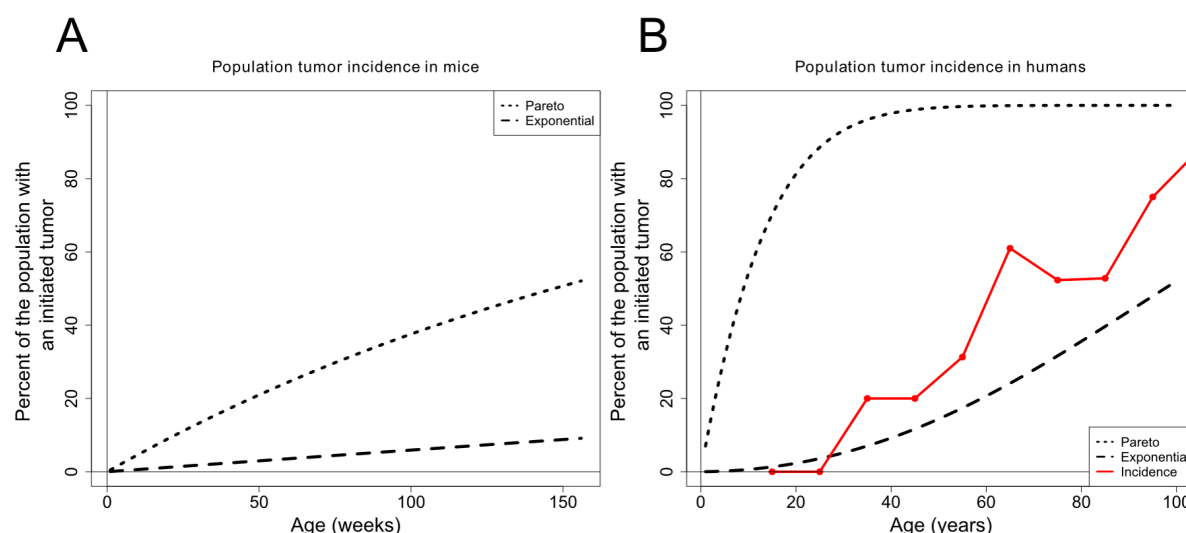 A
Population tumor incidence in mice
Percent of the population with
an initiated tumor
0
20
40
60
80
100
0
50
100
150
Age (weeks)
Pareto
Exponential
B
Population tumor incidence in humans
Percent of the population with
an initiated tumor
0
20
40
60
80
100
0
20
40
60
80
100
Age (years)
Pareto
Exponential
Incidence